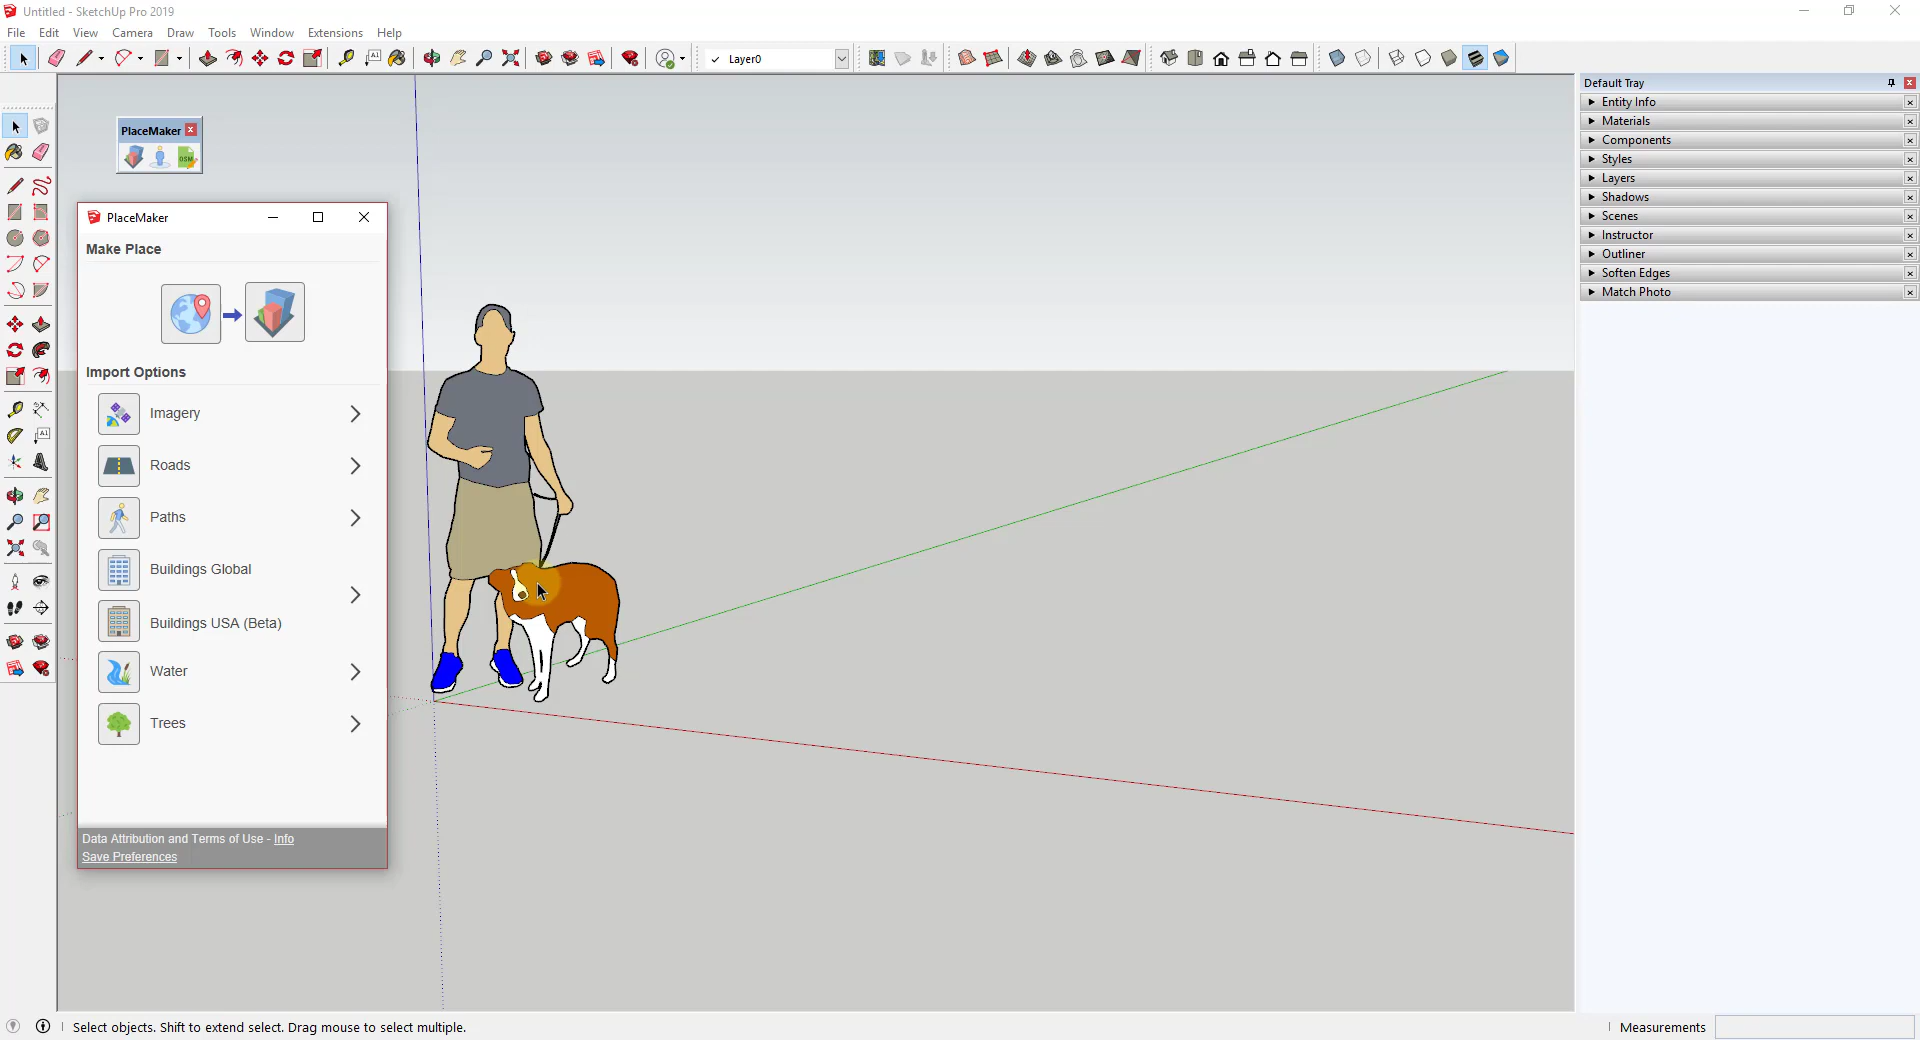 Untitled - SketchUp Pro 2019
File Edit View Camera Draw Tools Window Extensions Help
Layer0
Default Tray
Entity Info
Materials
Components
Styles
Layers
Shadows
Scenes
Instructor
Outliner
Soften Edges
Match Photo
PlaceMaker
OSM
PlaceMaker
Make Place
Import Options
Imagery
Roads
Paths
Buildings Global
Buildings USA (Beta)
Water
Trees
Data Attribution and Terms of Use - Info
Save Preferences
Select objects. Shift to extend select. Drag mouse to select multiple.
Measurements